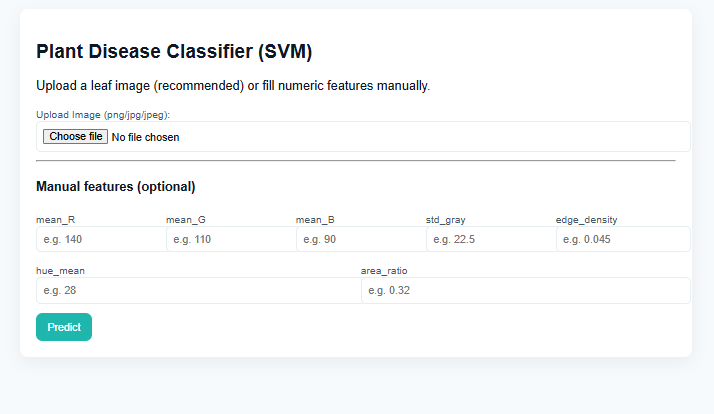 Plant Disease Classifier (SVM)
Upload a leaf image (recommended) or fill numeric features manually.
Upload Image (png/jpg/jpeg):
Choose file No file chosen
Manual features (optional)
mean_R mean_G mean_B std_gray edge_density
e.g. 140 e.g. 110 e.g. 90 e.g. 22.5 e.g. 0.045
hue_mean area_ratio
e.g. 28 e.g. 0.32
Predict